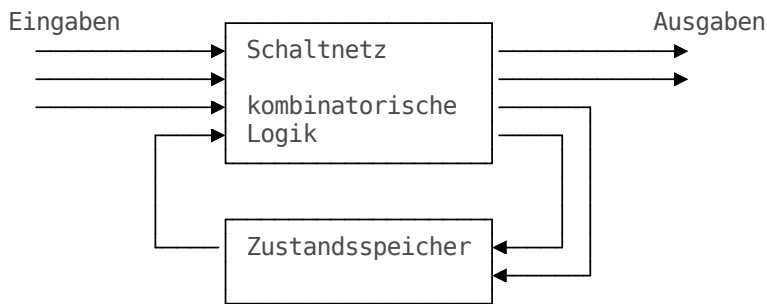 Eingaben
Ausgaben
Schaltnetz
kombinatorische
Logik
Zustandsspeicher